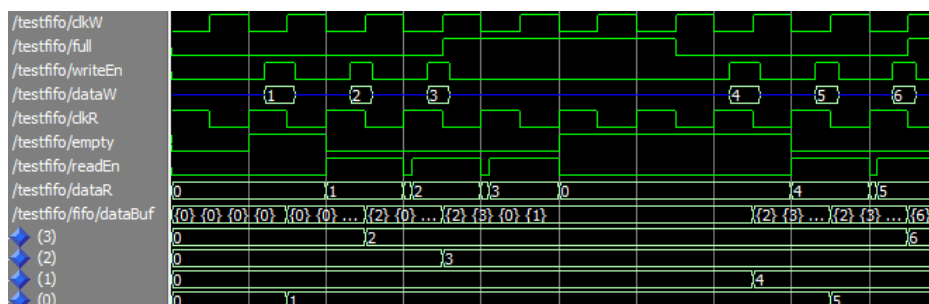 /testfifo/clkW
/testfifo/full
/testfifo/writeEn
/testfifo/dataW 1 2 3 4 5 6
/testfifo/clkR
/testfifo/empty
/testfifo/readEn
/testfifo/dataR 0 1 2 3 0 4 5
/testfifo/fifo/dataBuf {0} {0} {0} {0} {0} {0} ... {2} {0} ... {2} {3} {0} {1} {2} {3} ... {2} {3} ... {6}
(3) 0 2 6
(2) 0 3
(1) 0 4
(0) 0 1 5